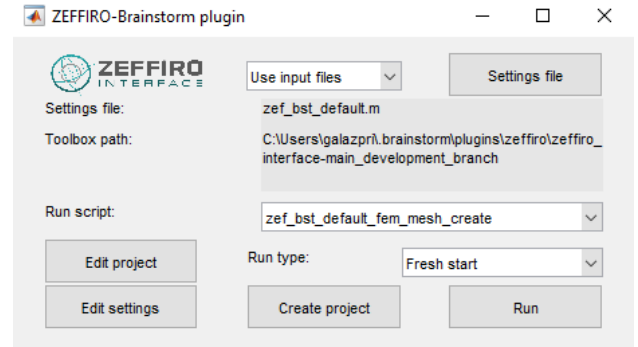 ZEFFIRO-Brainstorm plugin
ZEFFIRO
INTERFACE
Use input files
Settings file
Settings file:
zef_bst_default.m
Toolbox path:
C:\Users\galazpri\.brainstorm\plugins\zeffiro\zeffiro_
interface-main_development_branch
Run script:
zef_bst_default_fem_mesh_create
Edit project
Run type:
Fresh start
Edit settings
Create project
Run